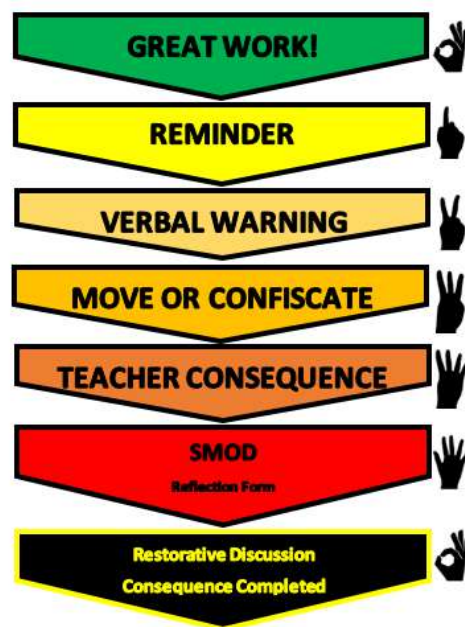 GREAT WORK!
REMINDER
VERBAL WARNING
MOVE OR CONFISCATE
TEACHER CONSEQUENCE
SMOD
Reflection Form
Restorative Discussion
Consequence Completed